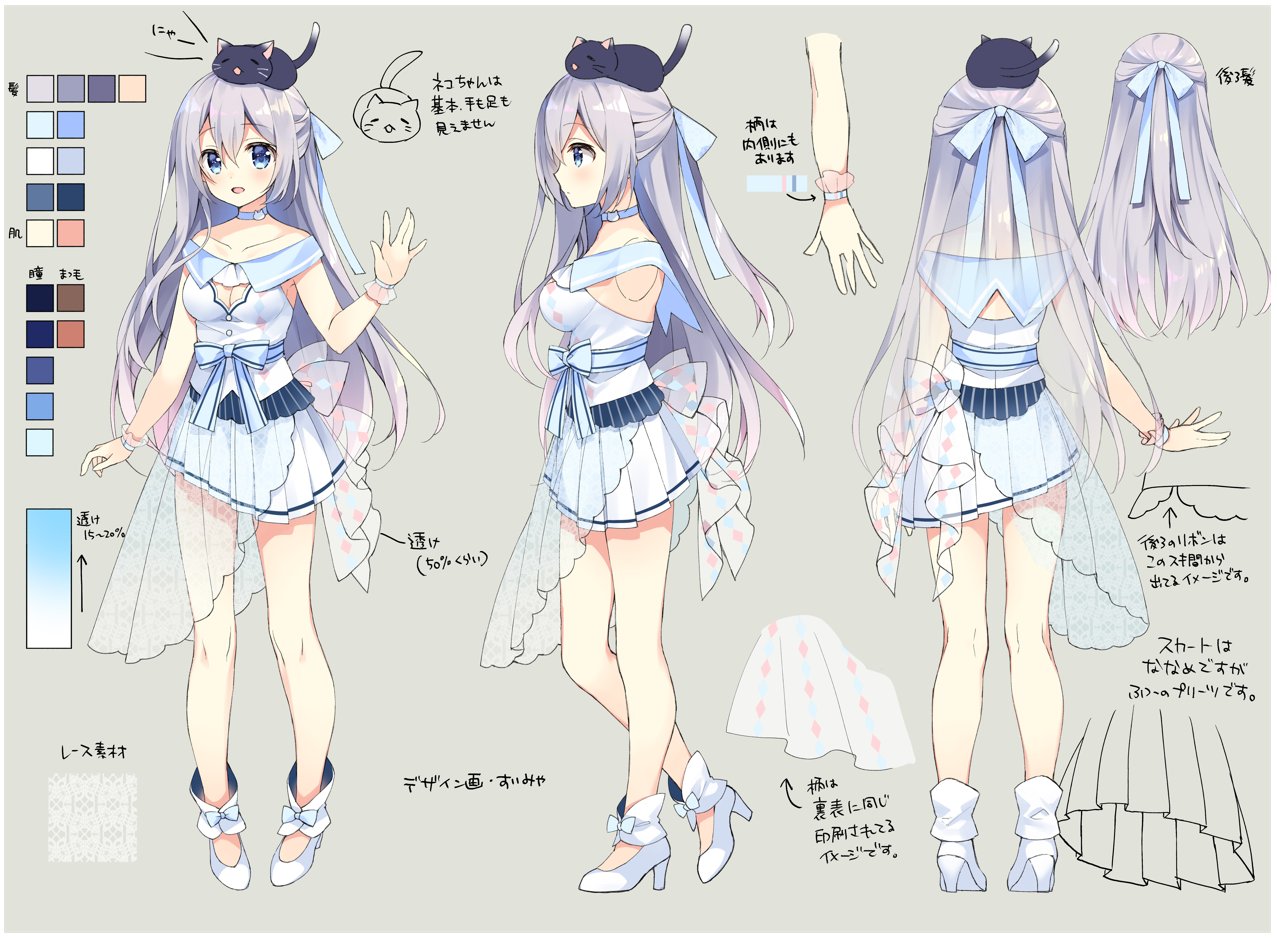 にゃ
髪
肌
瞳
まつ毛
透け
15~20%
ネコちゃんは
基本、手も足も
見えません
柄は
内側にも
あります
後ろ髪
透け
(50%くらい)
後ろのリボンは
このスキ間から
出てるイメージです。
スカートは
ななめですが
ふつーのプリーツです。
レース素材
デザイン画・すいみゃ
柄は
裏表に同じ
印刷されてる
イメージです。